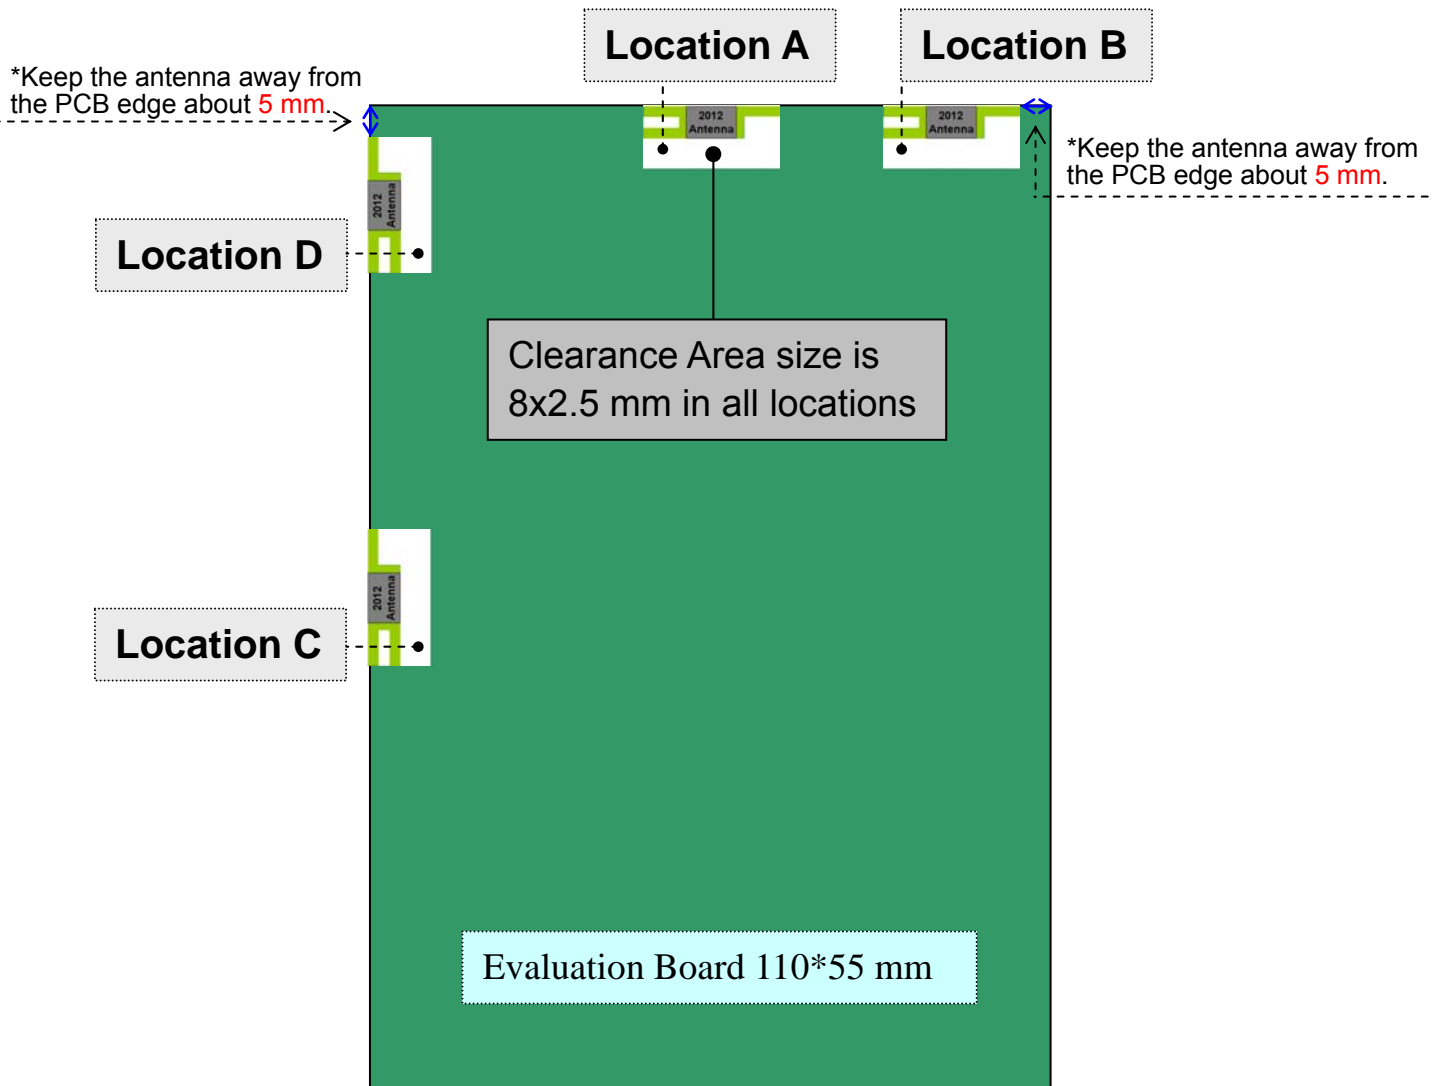 Location A
Location B
*Keep the antenna away from
the PCB edge about 5 mm.
2012
Antenna
2012
Antenna
*Keep the antenna away from
the PCB edge about 5 mm.
2012
Antenna
Location D
Clearance Area size is
8x2.5 mm in all locations
2012
Antenna
Location C
Evaluation Board 110*55 mm